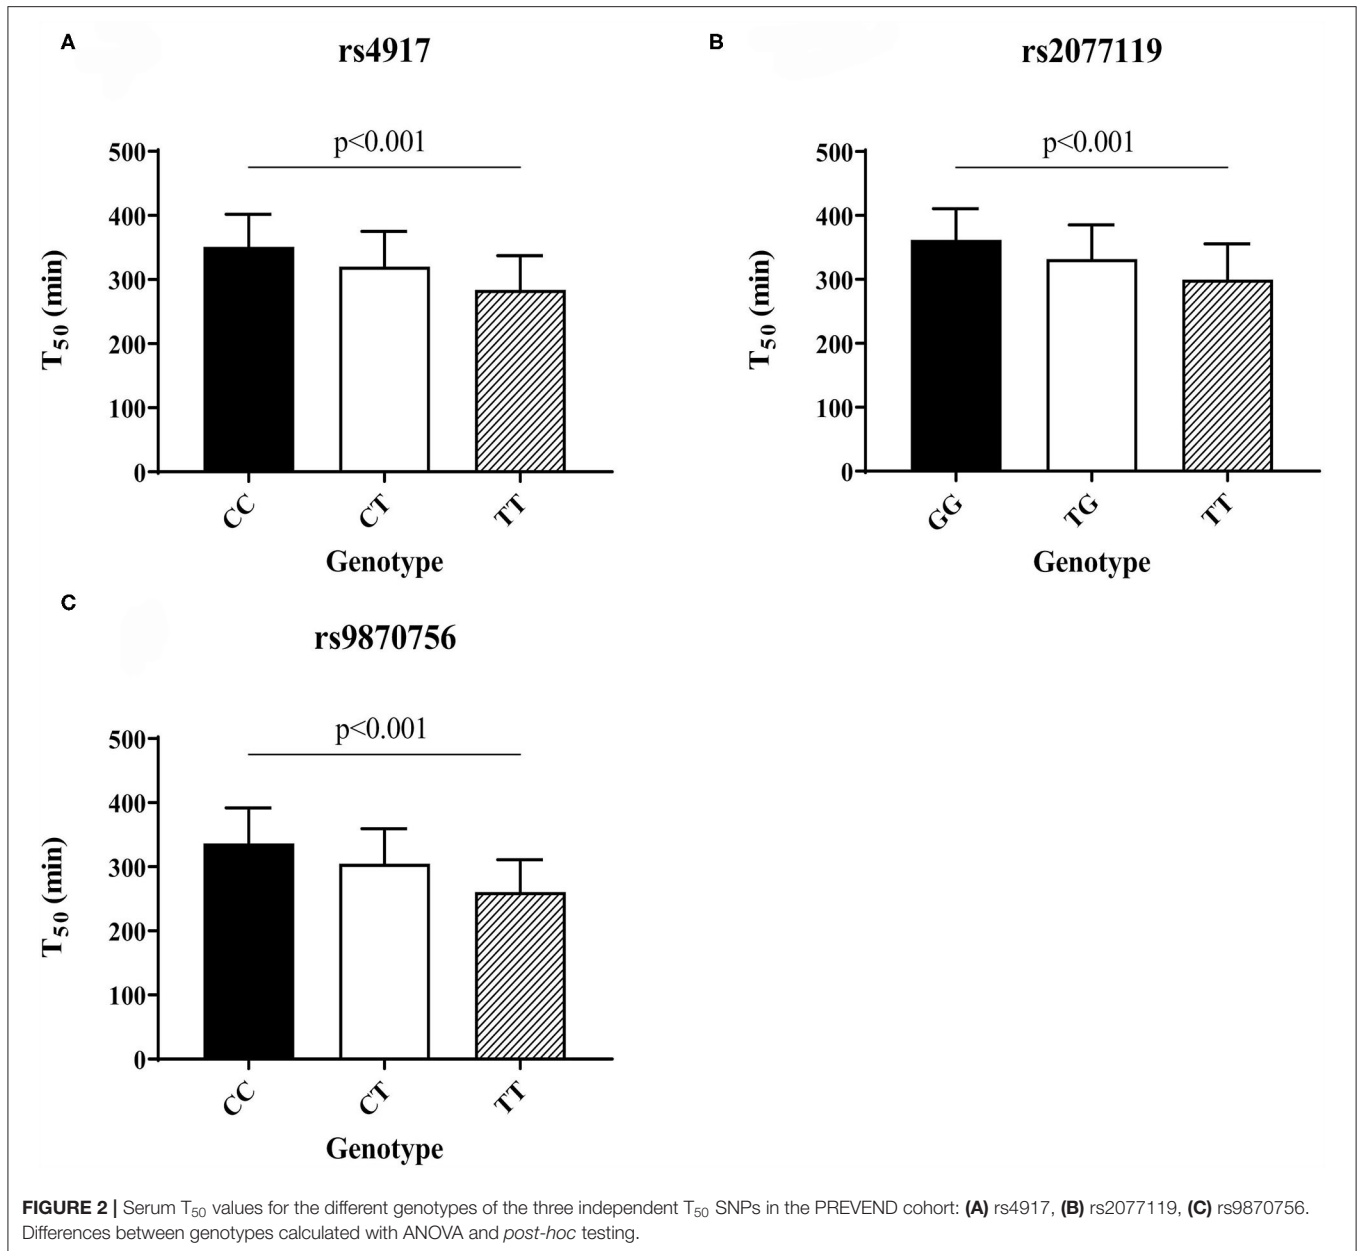 A
rs4917
p<0.001
500
400
300
200
100
0
T50 (min)
CC
CT
TT
Genotype
B
rs2077119
p<0.001
500
400
300
200
100
0
T50 (min)
GG
TG
TT
Genotype
C
rs9870756
p<0.001
500
400
300
200
100
0
T50 (min)
CC
CT
TT
Genotype
FIGURE 2 | Serum T50 values for the different genotypes of the three independent T50 SNPs in the PREVEND cohort: (A) rs4917, (B) rs2077119, (C) rs9870756.
Differences between genotypes calculated with ANOVA and post-hoc testing.